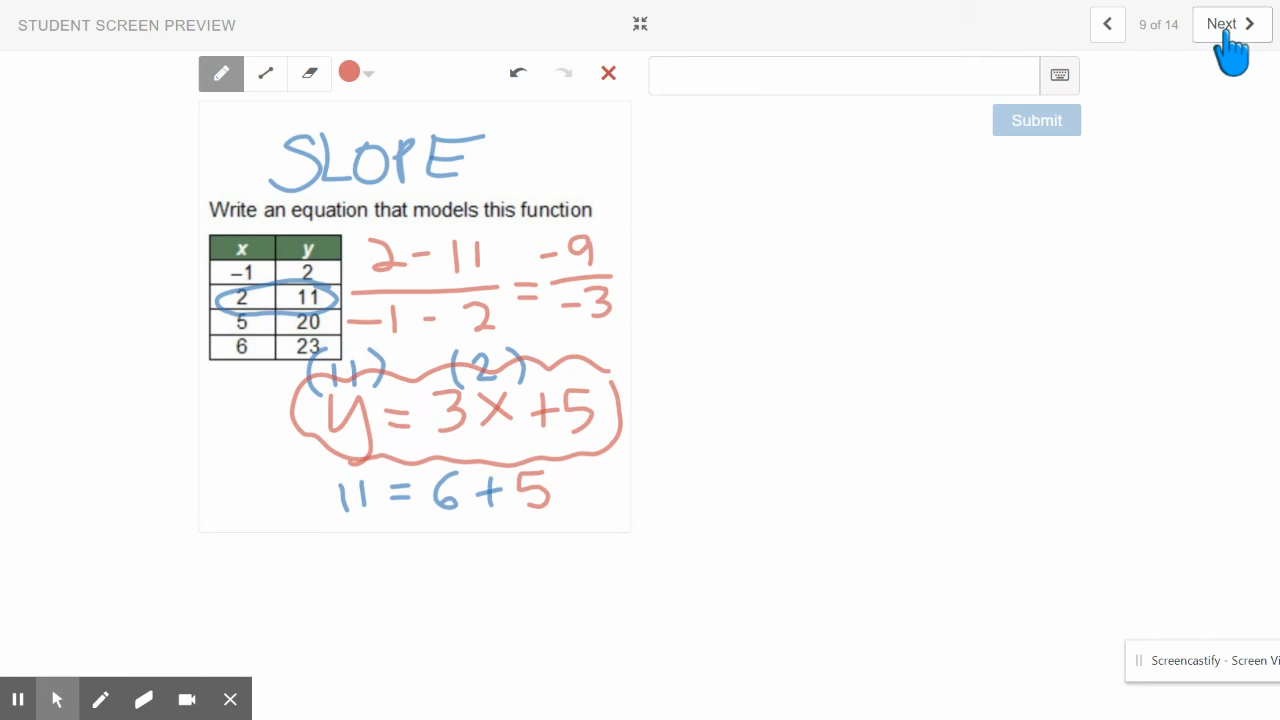 STUDENT SCREEN PREVIEW
9 of 14
Next
Submit
SLOPE
Write an equation that models this function
x y
–1 2
2 11
5 20
6 23
2 - 11
-1 - 2
= -9
-3
(11) (2)
y = 3x + 5
11 = 6 + 5
Screencastify - Screen Vi